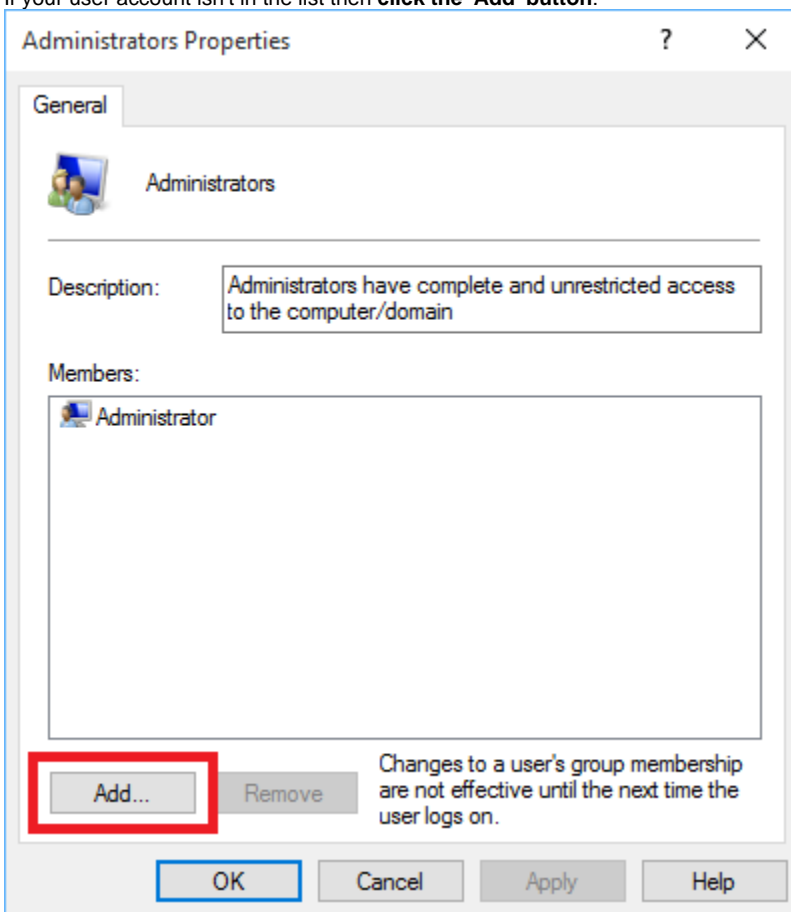 If your user account isn't in the list then click the 'Add' button.
Administrators Properties
? ×
General
Administrators
Description:
Administrators have complete and unrestricted access
to the computer/domain
Members:
Administrator
Add...
Remove
Changes to a user's group membership
are not effective until the next time the
user logs on.
OK
Cancel
Apply
Help